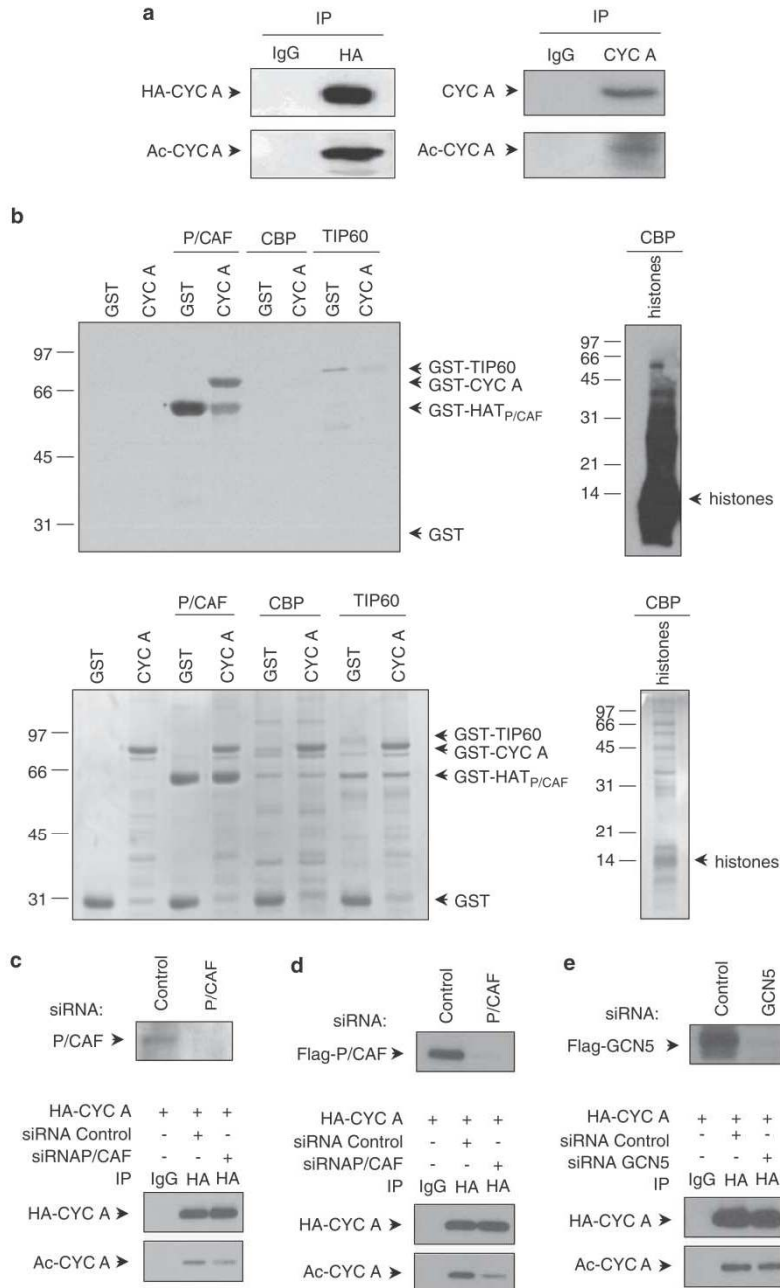 a
IP
IgG HA
HA-CYC A
Ac-CYC A
IP
IgG CYC A
CYC A
Ac-CYC A
b
P/CAF CBP TIP60
GST CYC A GST CYC A GST CYC A GST CYC A
97
66
45
31
GST-TIP60
GST-CYC A
GST-HATP/CAF
GST
CBP
histones
97
66
45
31
21
14
histones
P/CAF CBP TIP60
GST CYC A GST CYC A GST CYC A GST CYC A
97
66
45
31
GST-TIP60
GST-CYC A
GST-HATP/CAF
GST
CBP
histones
97
66
45
31
21
14
histones
c
siRNA: Control P/CAF
P/CAF
HA-CYC A + + +
siRNA Control - + -
siRNAP/CAF - - +
IP IgG HA HA
HA-CYC A
Ac-CYC A
d
siRNA: Control P/CAF
Flag-P/CAF
HA-CYC A + + +
siRNA Control - + -
siRNAP/CAF - - +
IP IgG HA HA
HA-CYC A
Ac-CYC A
e
siRNA: Control GCN5
Flag-GCN5
HA-CYC A + + +
siRNA Control - + -
siRNA GCN5 - - +
IP IgG HA HA
HA-CYC A
Ac-CYC A